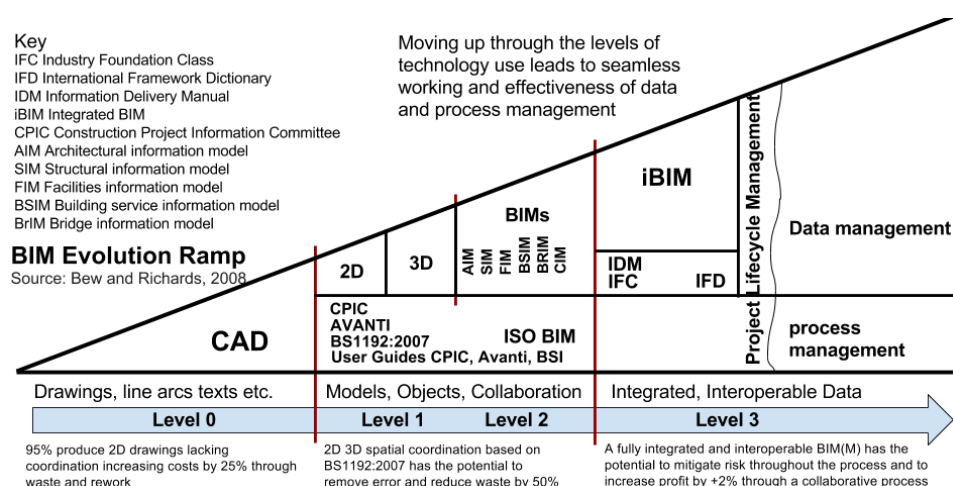 Key
IFC Industry Foundation Class
IFD International Framework Dictionary
IDM Information Delivery Manual
iBIM Integrated BIM
CPIC Construction Project Information Committee
AIM Architectural information model
SIM Structural information model
FIM Facilities information model
BSIM Building service information model
BrIM Bridge information model
Moving up through the levels of
technology use leads to seamless
working and effectiveness of data
and process management
BIM Evolution Ramp
Source: Bew and Richards, 2008
CAD
2D
3D
BIMs
AIM
SIM
FIM
BSIM
BRIM
CIM
iBIM
IDM
IFC
IFD
Project Lifecycle Management
Data management
CPIC
AVANTI
BS1192:2007
User Guides CPIC, Avanti, BSI
ISO BIM
process
management
Drawings, line arcs texts etc.
Models, Objects, Collaboration
Integrated, Interoperable Data
Level 0
Level 1
Level 2
Level 3
95% produce 2D drawings lacking
coordination increasing costs by 25% through
waste and rework
2D 3D spatial coordination based on
BS1192:2007 has the potential to
remove error and reduce waste by 50%
A fully integrated and interoperable BIM(M) has the
potential to mitigate risk throughout the process and to
increase profit by +2% through a collaborative process